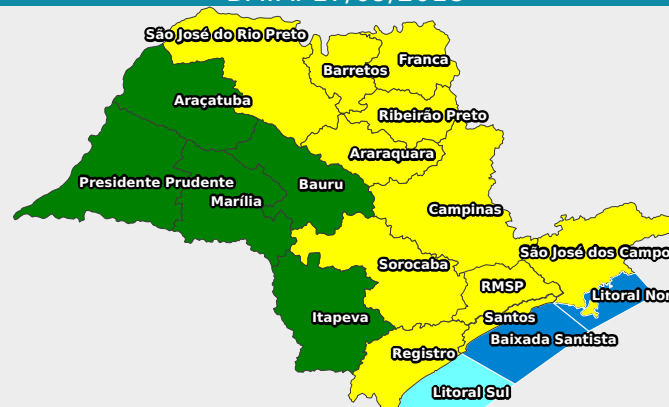 São José do Rio Preto
Franca
Barretos
Araçatuba
Ribeirão Preto
Araraquara
Presidente Prudente
Bauru
Marília
Campinas
São José dos Campo
Sorocaba
RMSP
Litoral Nor
Itapeva
Santos
Baixada Santista
Registro
Litoral Sul